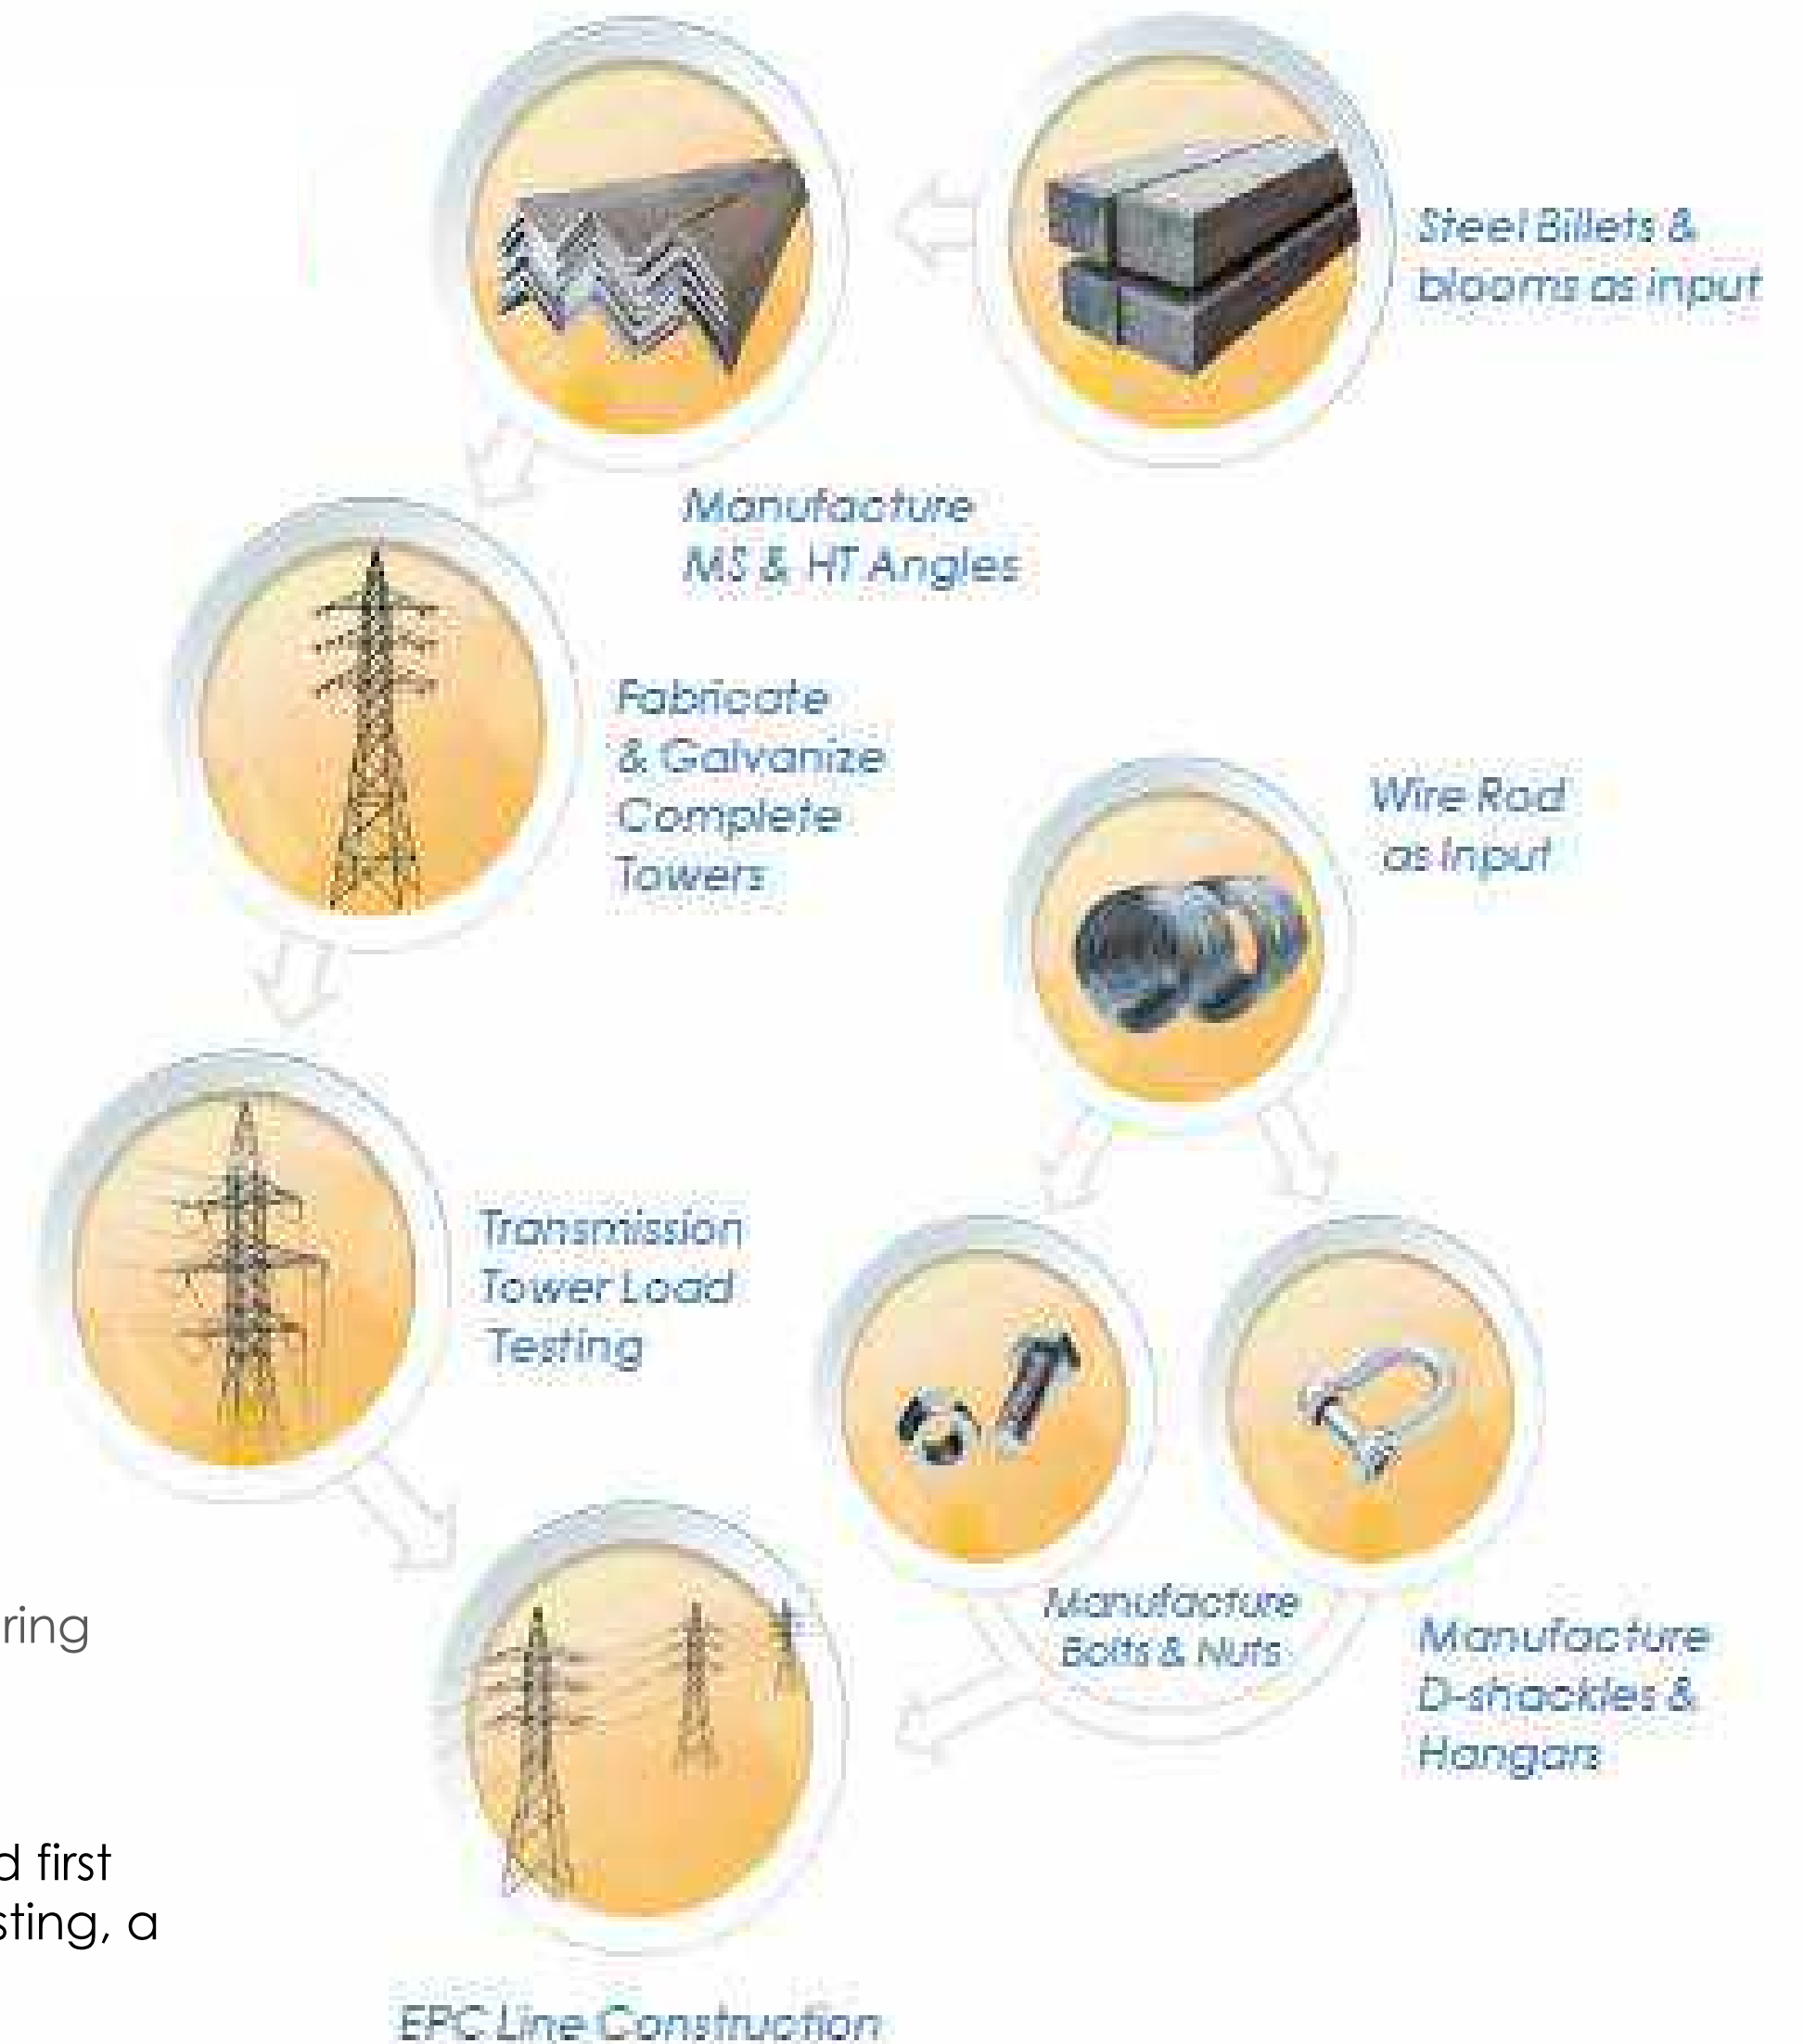 Steel Billets &
blooms as input
Manufacture
MS & HT Angles
Fabricate
& Galvanize
Complete
Towers
Wire Rod
as input
Transmission
Tower Load
Testing
Manufacture
Bolts & Nuts
Manufacture
D-shackles &
Hangars
ring
d first
sting, a
EPC Line Construction